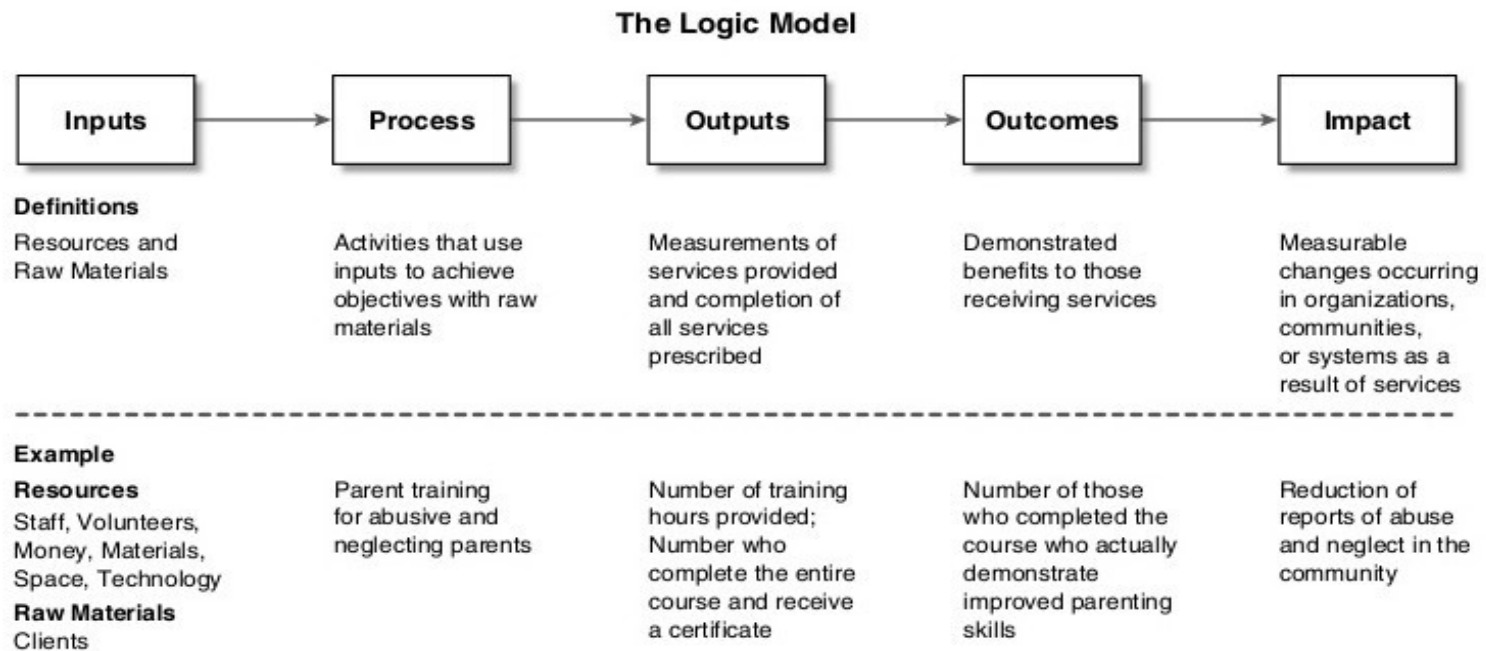 The Logic Model
Inputs
Process
Outputs
Outcomes
Impact
Definitions
Resources and
Raw Materials
Activities that use
inputs to achieve
objectives with raw
materials
Measurements of
services provided
and completion of
all services
prescribed
Demonstrated
benefits to those
receiving services
Measurable
changes occurring
in organizations,
communities,
or systems as a
result of services
Example
Resources
Staff, Volunteers,
Money, Materials,
Space, Technology
Raw Materials
Clients
Parent training
for abusive and
neglecting parents
Number of training
hours provided;
Number who
complete the entire
course and receive
a certificate
Number of those
who completed the
course who actually
demonstrate
improved parenting
skills
Reduction of
reports of abuse
and neglect in the
community